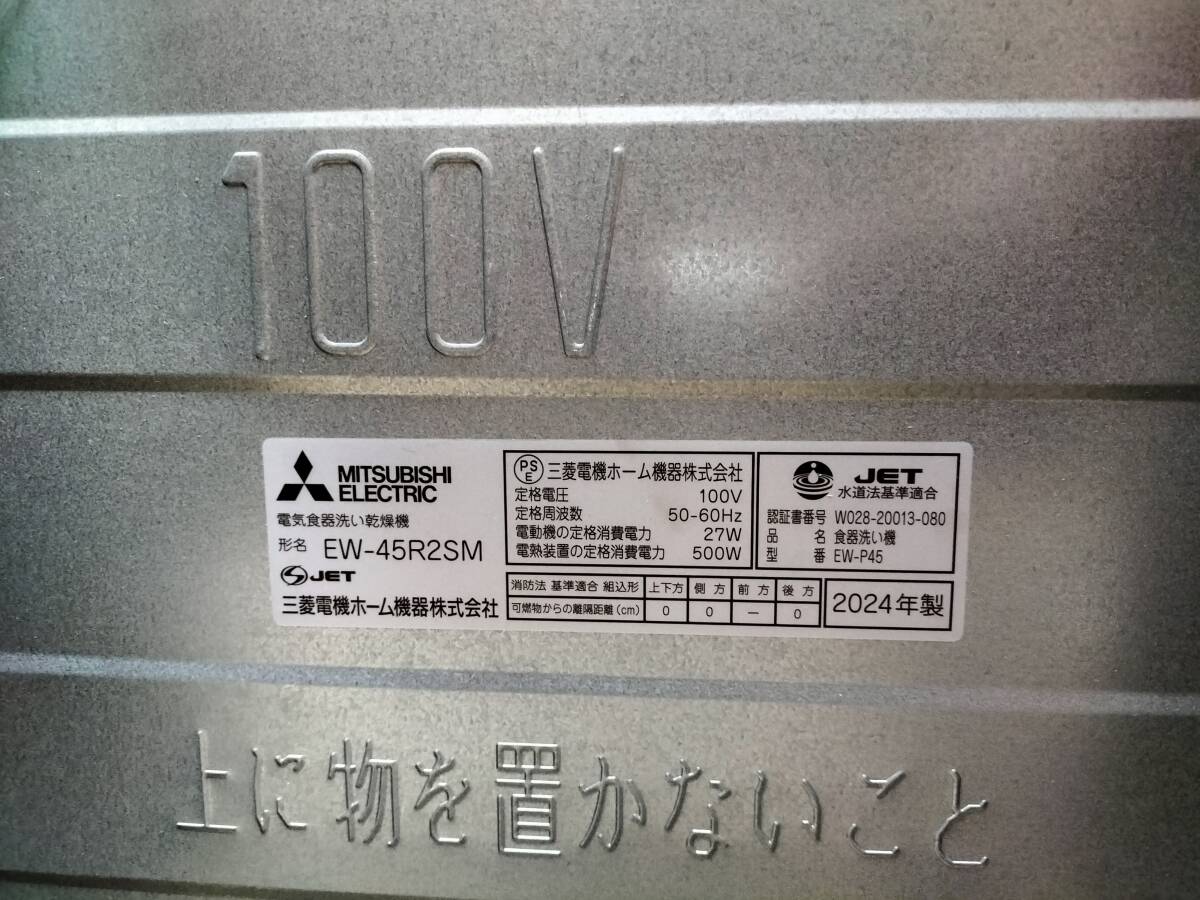 100V
MITSUBISHI
ELECTRIC
電気食器洗い乾燥機
形名 EW-45R2SM
JET
三菱電機ホーム機器株式会社
PSE 三菱電機ホーム機器株式会社
定格電圧 100V
定格周波数 50-60Hz
電動機の定格消費電力 27W
電熱装置の定格消費電力 500W
JET
水道法基準適合
認証書番号 W028-20013-080
品名 食器洗い機
型番 EW-P45
消防法 基準適合 組込形 上下方 側方 前方 後方
可燃物からの離隔距離(cm) 0 0 — 0
2024年製
上に物を置かないこと